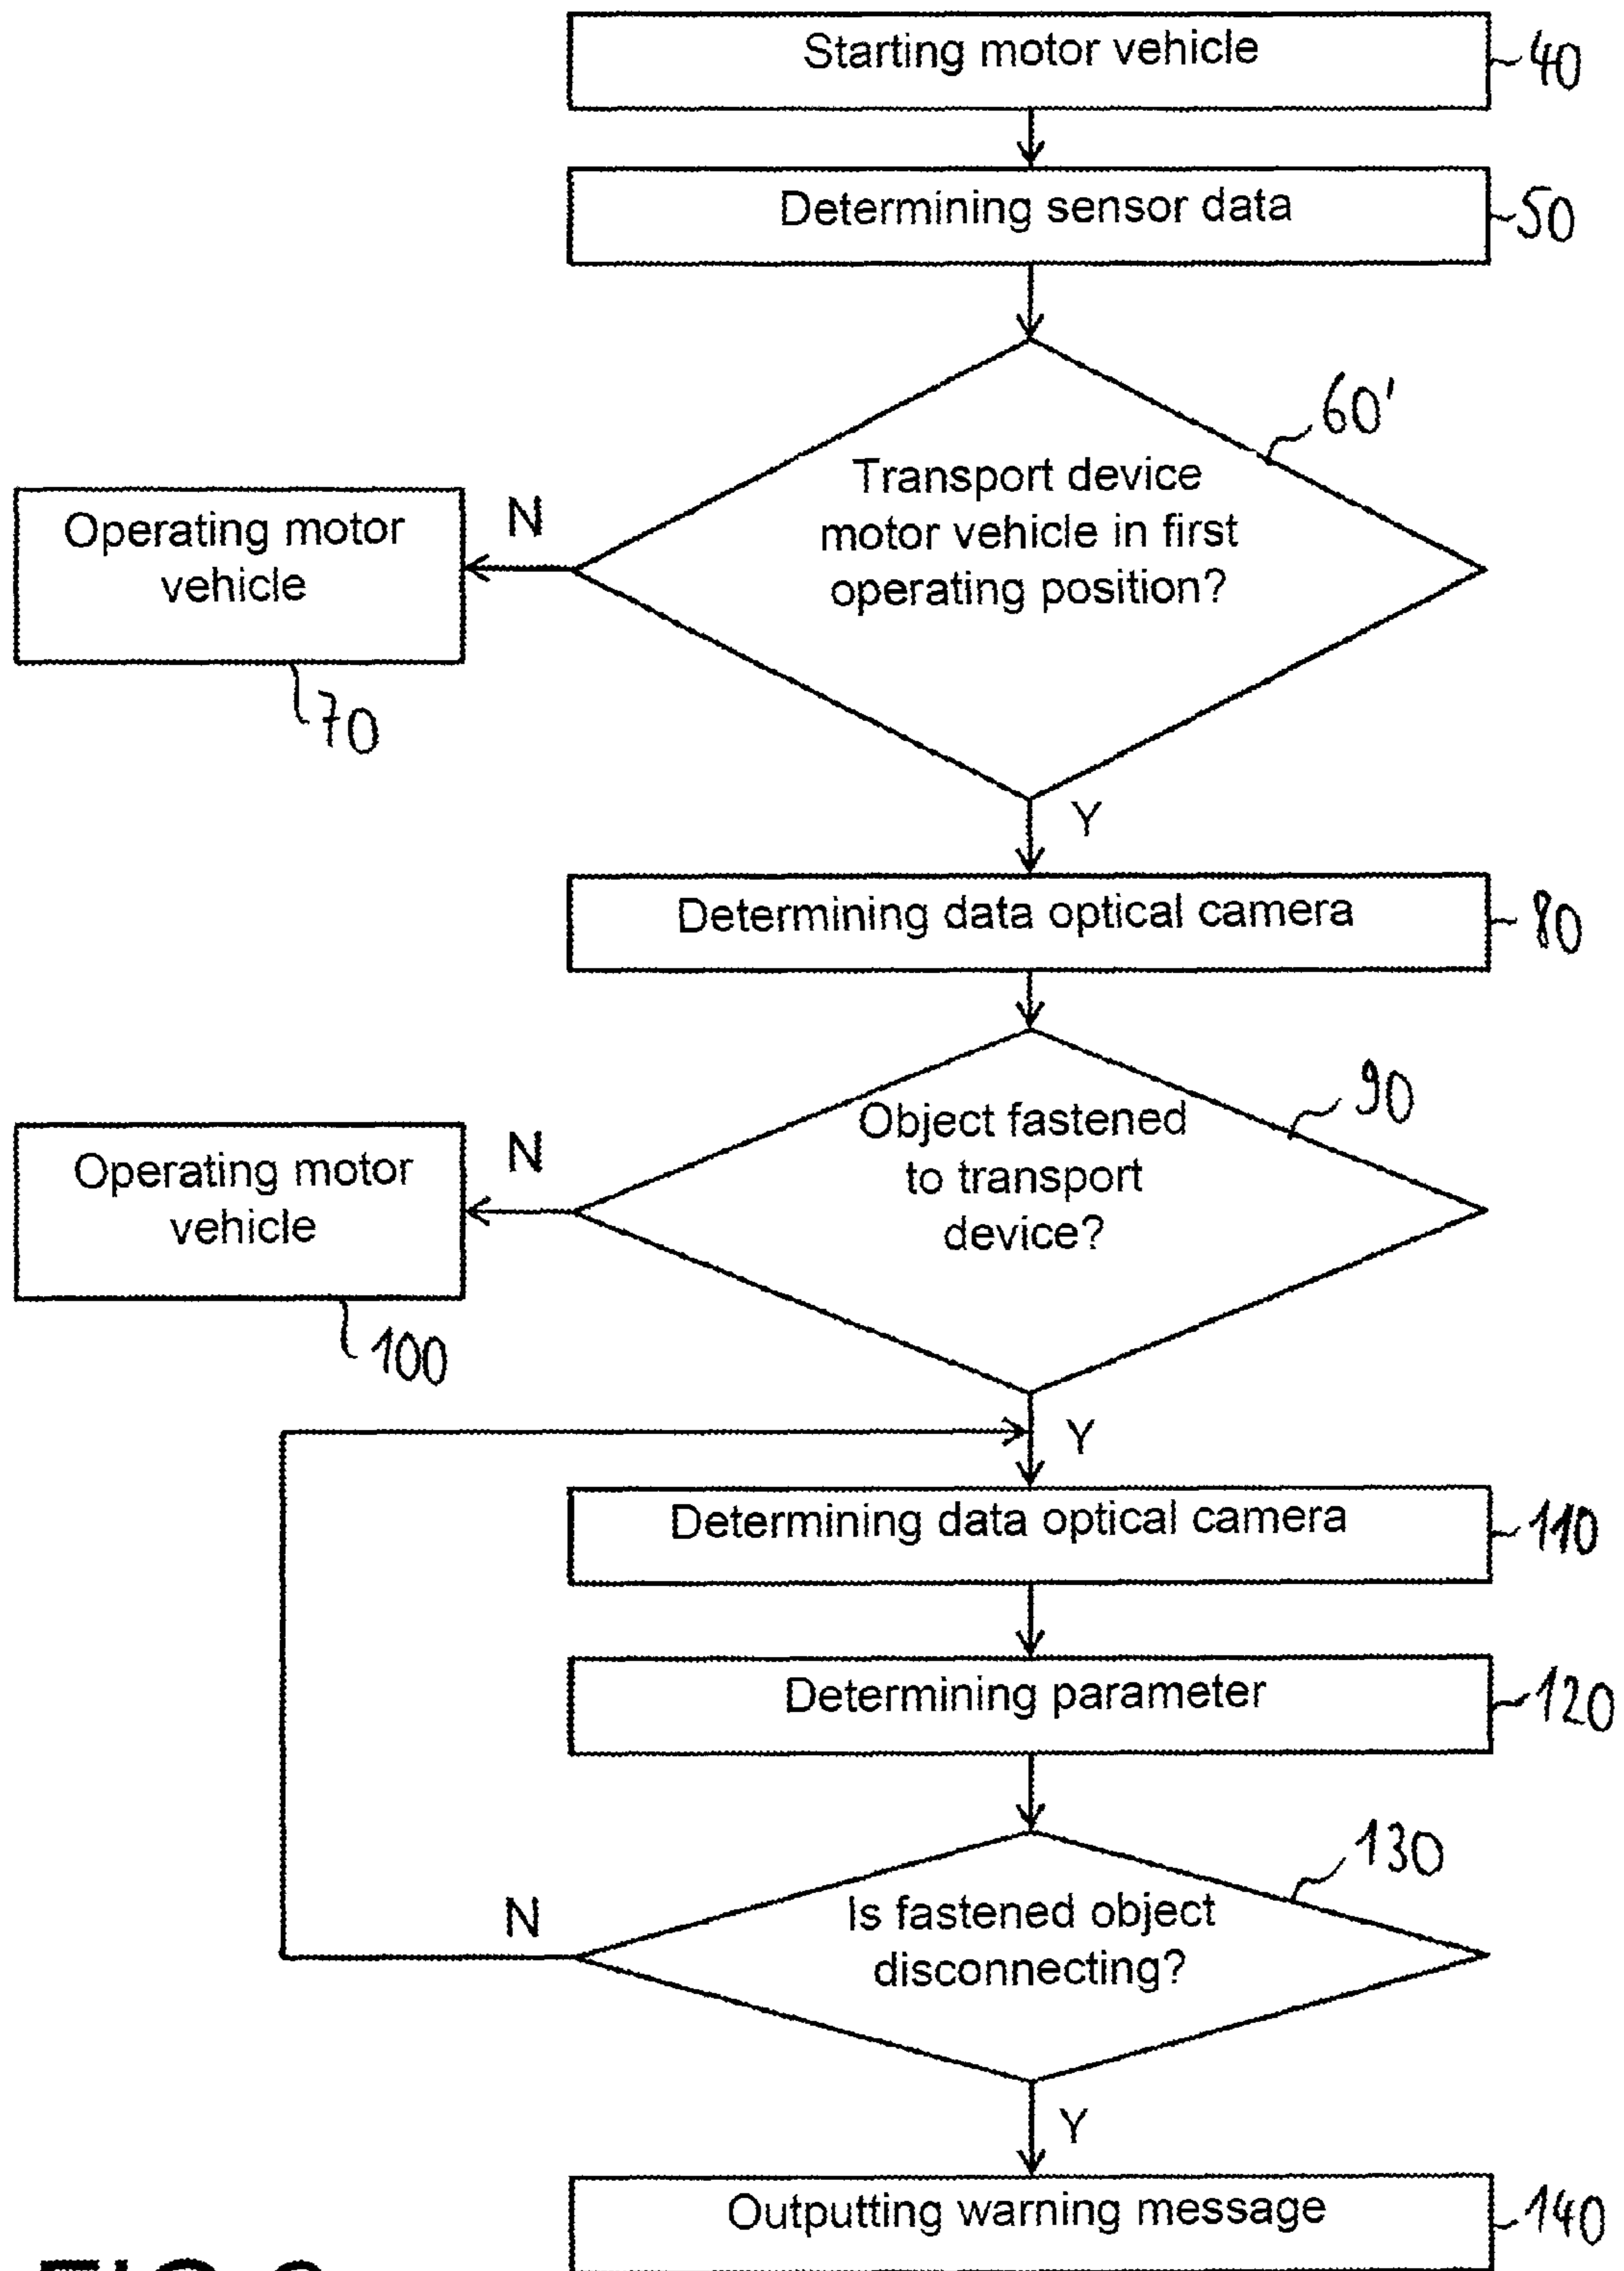 Starting motor vehicle
40
Determining sensor data
50
60'
Transport device
motor vehicle in first
operating position?
N
Operating motor
vehicle
70
Y
Determining data optical camera
80
90
Object fastened
to transport
device?
N
Operating motor
vehicle
100
Y
Determining data optical camera
110
Determining parameter
120
130
Is fastened object
disconnecting?
N
Y
Outputting warning message
140